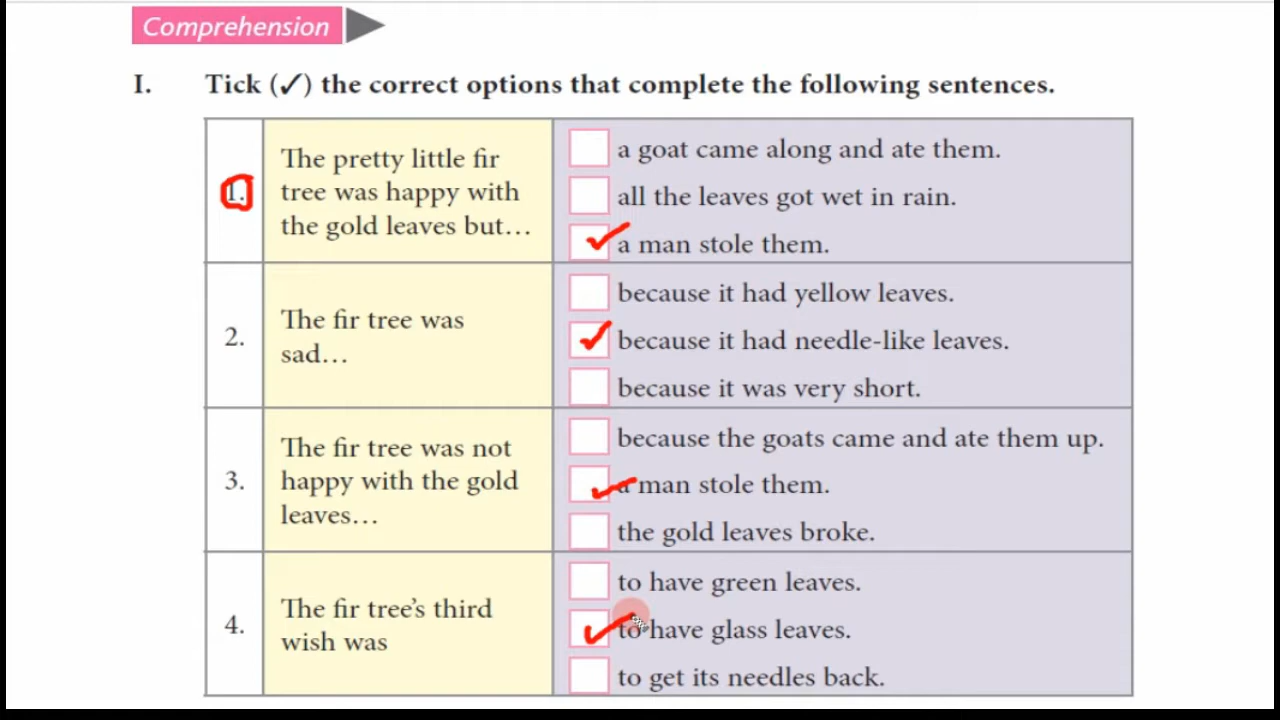 Comprehension
I. Tick (✓) the correct options that complete the following sentences.
1. The pretty little fir tree was happy with the gold leaves but…
a goat came along and ate them.
all the leaves got wet in rain.
✓ a man stole them.
2. The fir tree was sad…
because it had yellow leaves.
✓ because it had needle-like leaves.
because it was very short.
3. The fir tree was not happy with the gold leaves…
because the goats came and ate them up.
✓ a man stole them.
the gold leaves broke.
4. The fir tree’s third wish was
to have green leaves.
✓ to have glass leaves.
to get its needles back.